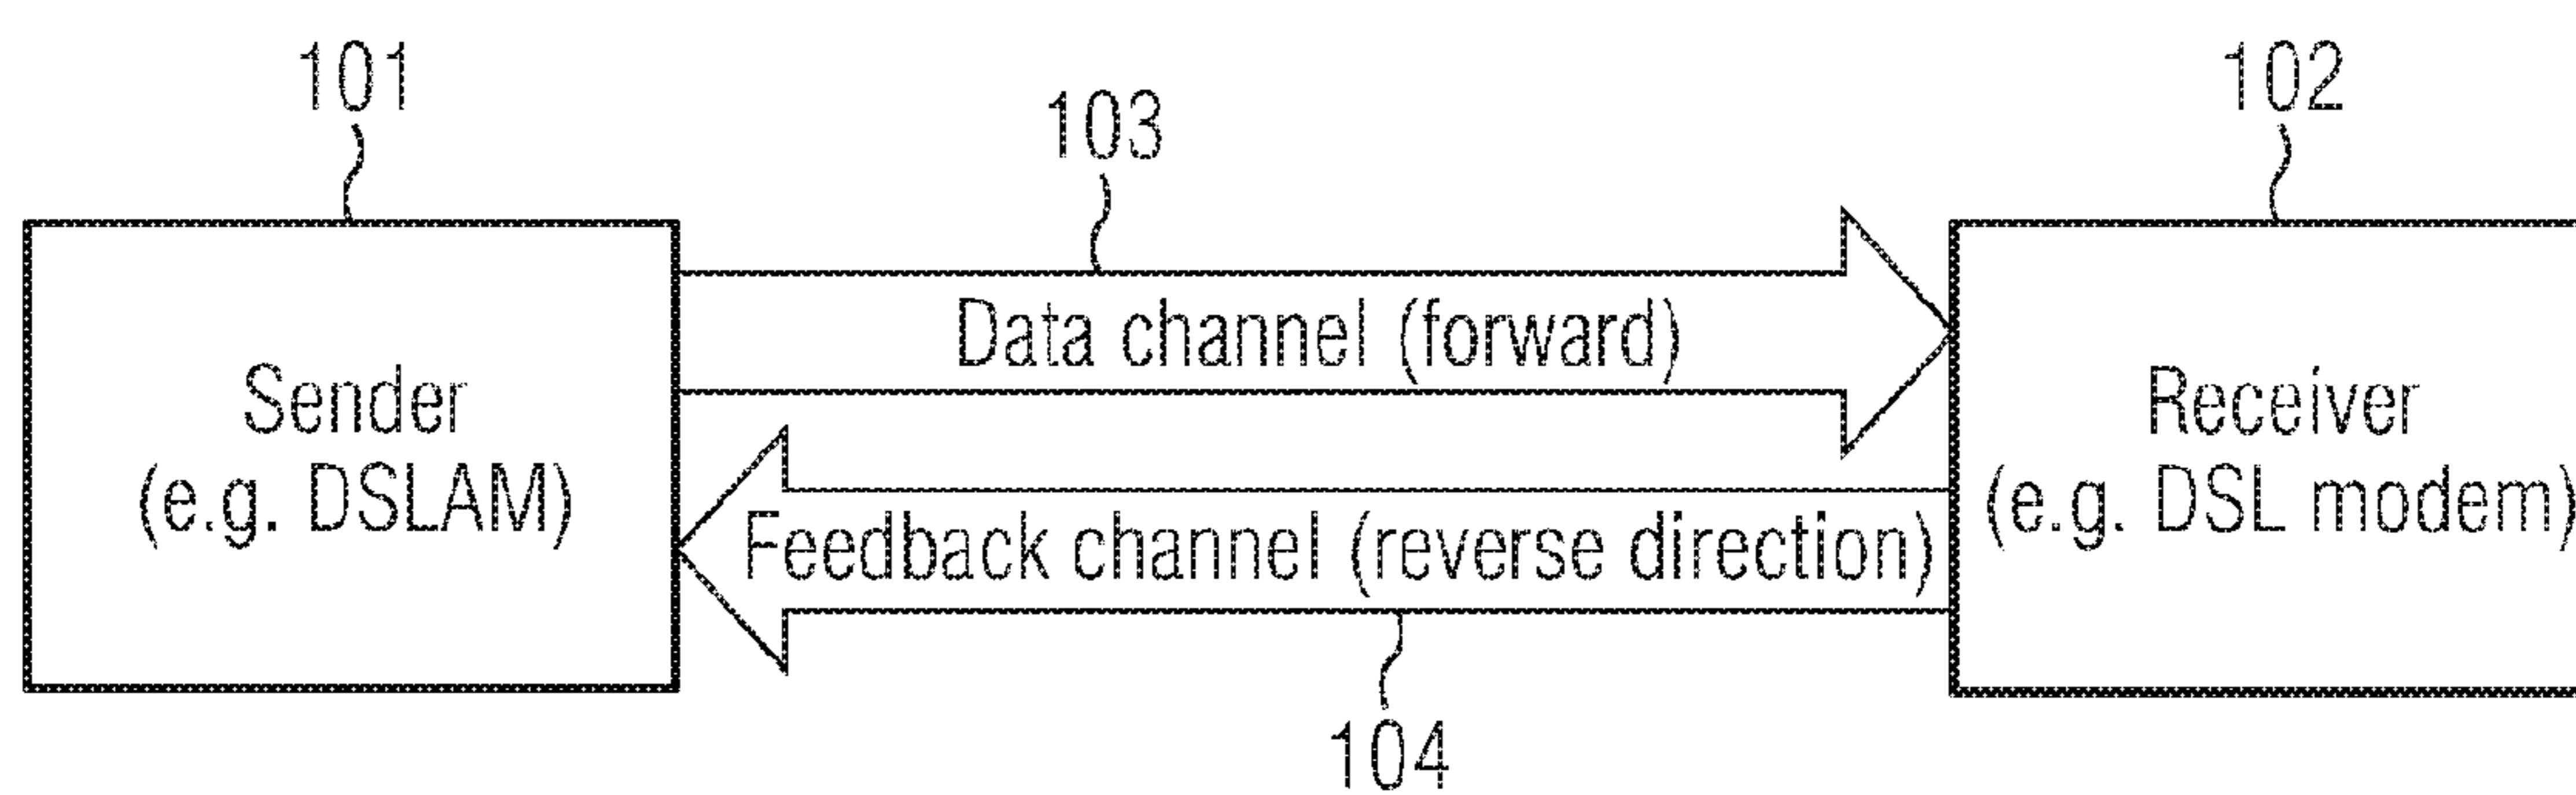 101
103
102
Data channel (forward)
Sender
(e.g. DSLAM)
Receiver
(e.g. DSL modem)
Feedback channel (reverse direction)
104